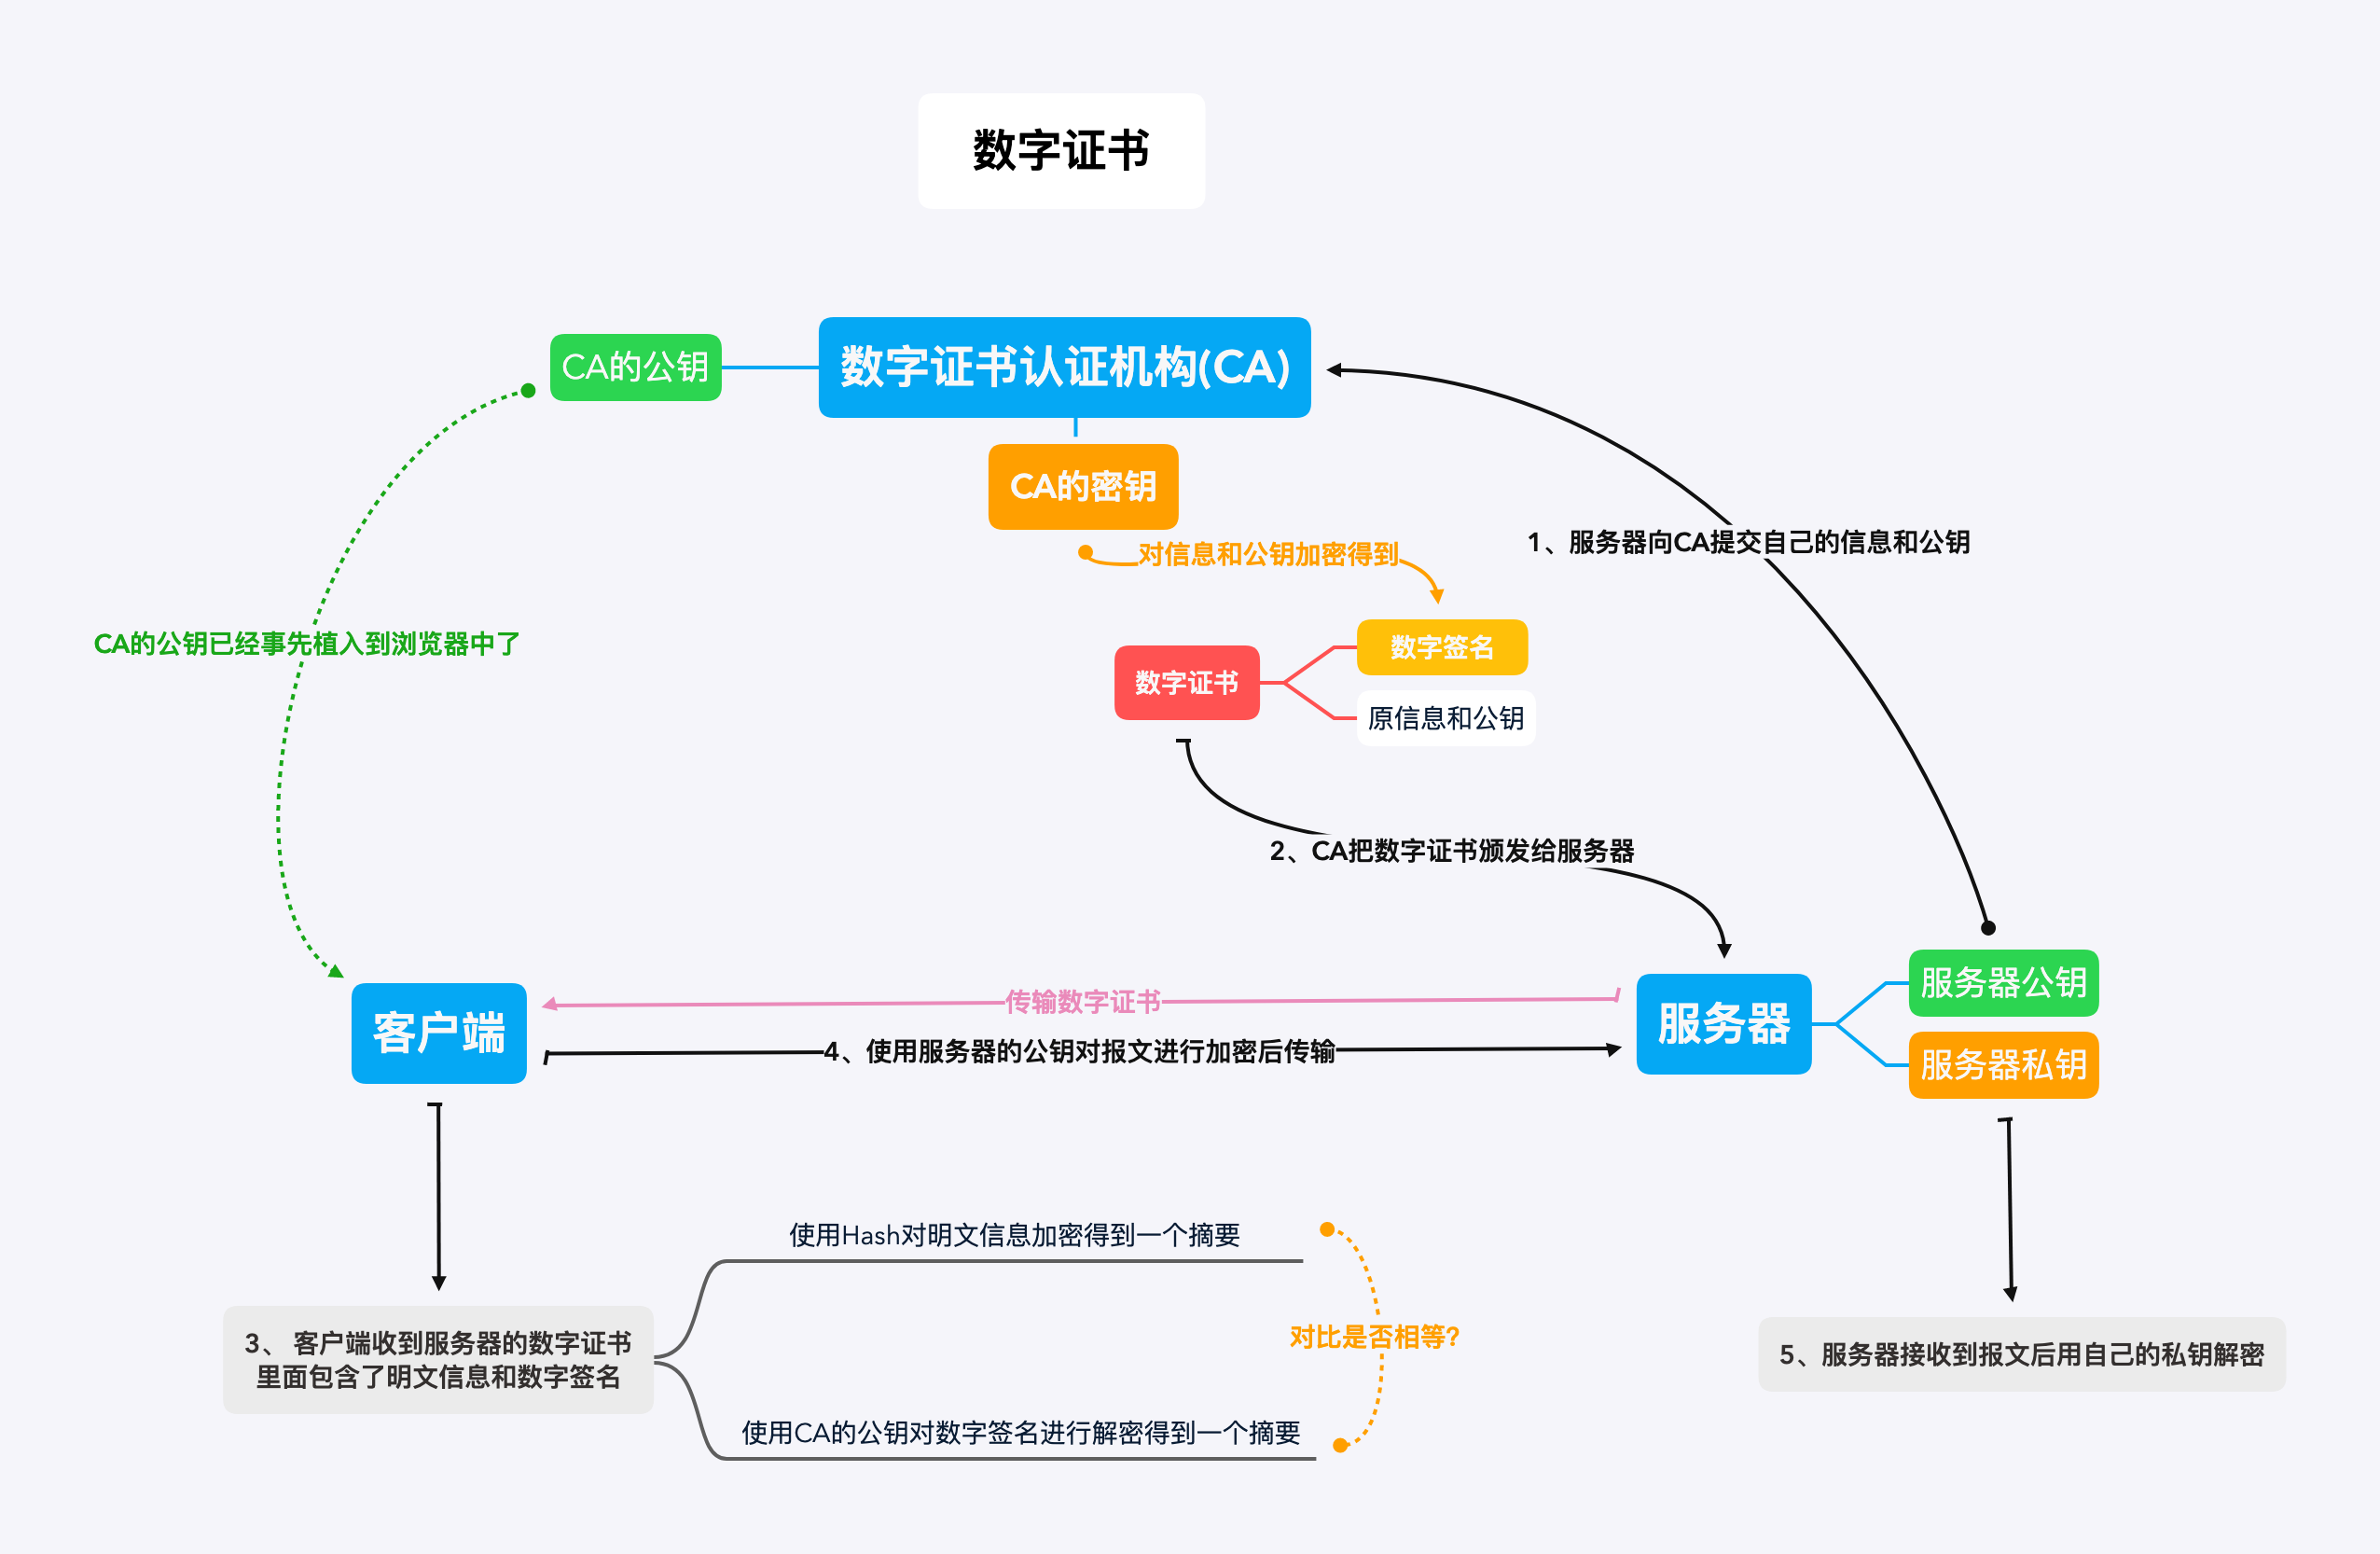 数字证书
CA的公钥
数字证书认证机构(CA)
CA的密钥
对信息和公钥加密得到
1、服务器向CA提交自己的信息和公钥
CA的公钥已经事先植入到浏览器中了
数字证书
数字签名
原信息和公钥
2、CA把数字证书颁发给服务器
客户端
传输数字证书
4、使用服务器的公钥对报文进行加密后传输
服务器
服务器公钥
服务器私钥
3、 客户端收到服务器的数字证书
里面包含了明文信息和数字签名
使用Hash对明文信息加密得到一个摘要
对比是否相等?
使用CA的公钥对数字签名进行解密得到一个摘要
5、服务器接收到报文后用自己的私钥解密